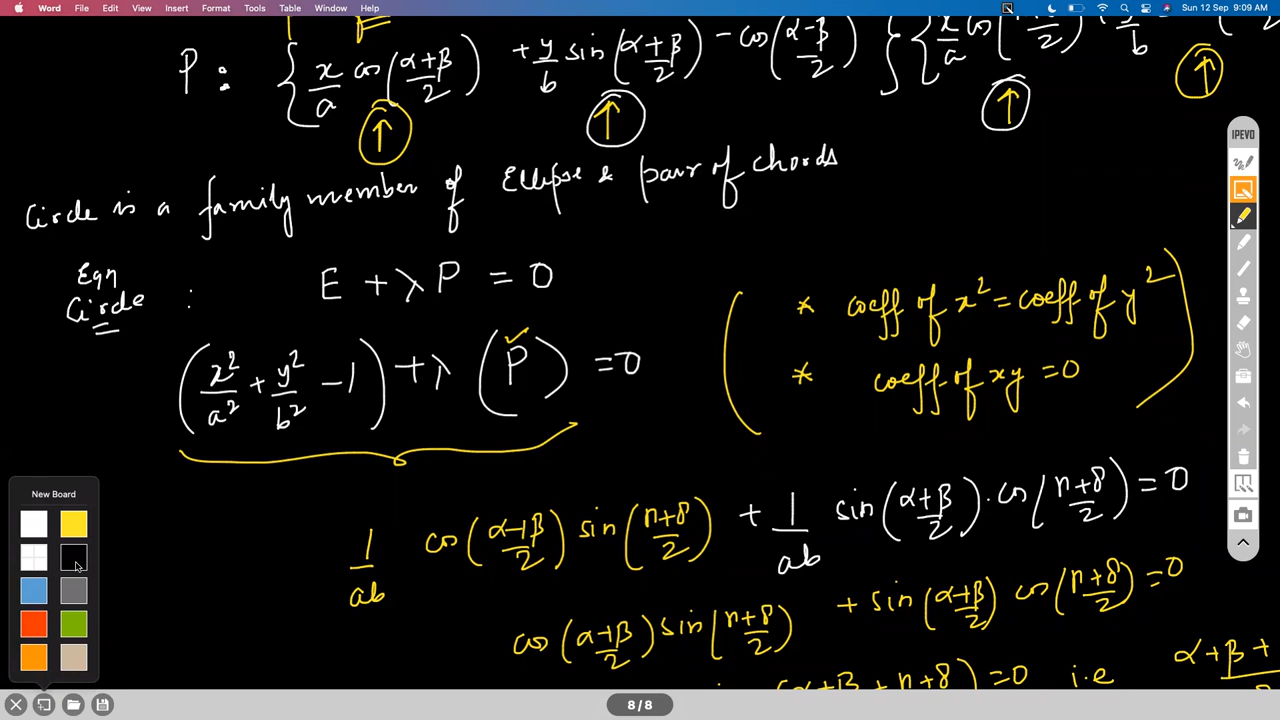 Word File Edit View Insert Format Tools Table Window Help Sun 12 Sep 9:09 AM
P : { x/a cos(α+β/2) + y/b sin(α+β/2) - cos(α-β/2) } { x/a cos( /2) y/b
IPEVO
Circle is a family member of Ellipse & pair of chords
Eqn
Circle : E + λ P = 0
* coeff of x² = coeff of y²
(x²/a² + y²/b² - 1) + λ (P) = 0
* coeff of xy = 0
New Board
1/ab cos(α+β/2) sin(η+δ/2) + 1/ab sin(α+β/2) . cos(η+δ/2) = 0
cos(α+β/2) sin(η+δ/2) + sin(α+β/2) cos(η+δ/2) = 0
(α+β+η+δ) = 0 i.e α+β+
8/8